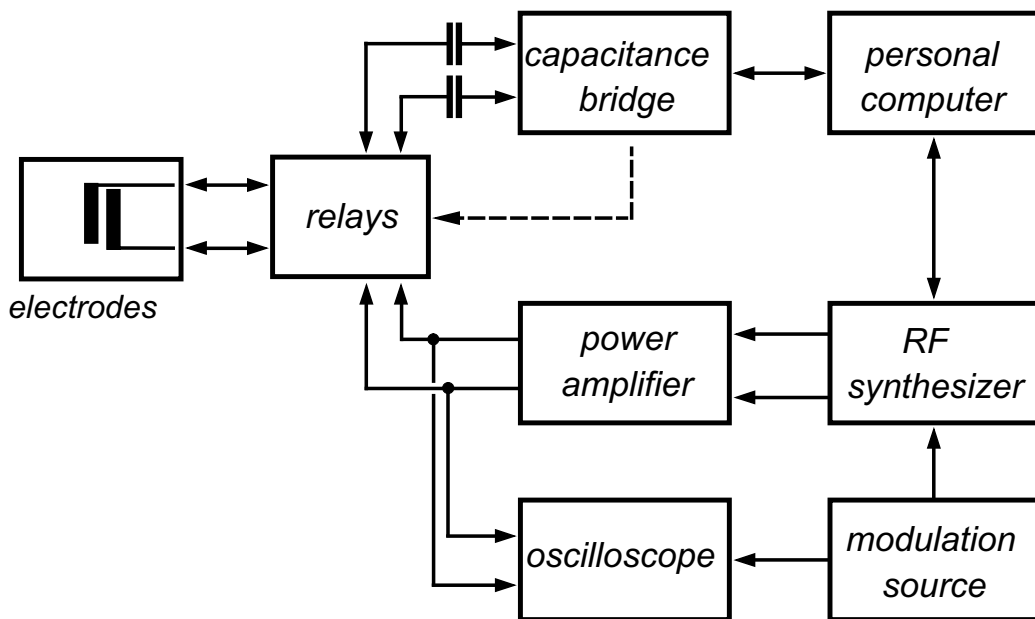 capacitance
bridge
personal
computer
relays
electrodes
power
amplifier
RF
synthesizer
oscilloscope
modulation
source